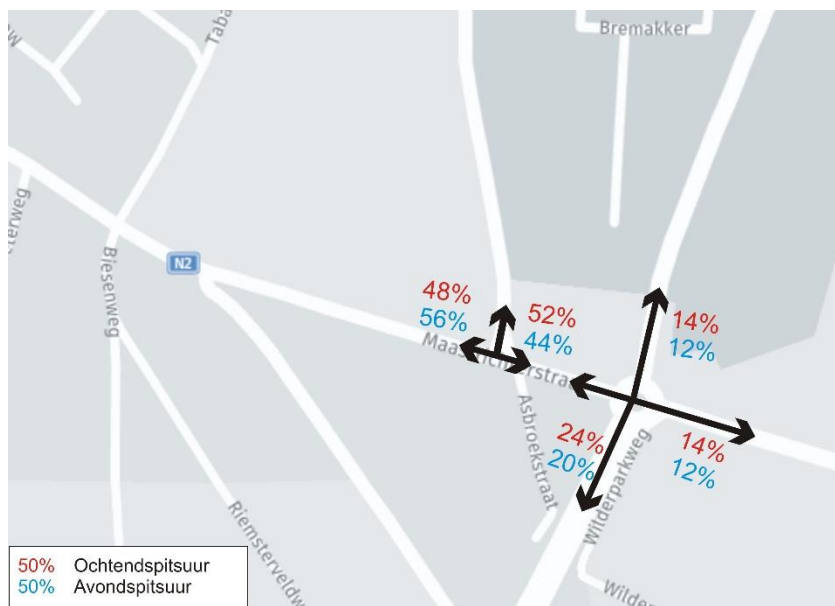 Bremakker
Taba
N2
Biesenweg
48%
56%
52%
44%
14%
12%
Asbroekstraat
24%
20%
14%
12%
Wilderparkweg
Riemsterveldw
Wilder
50% Ochtendspitsuur
50% Avondspitsuur